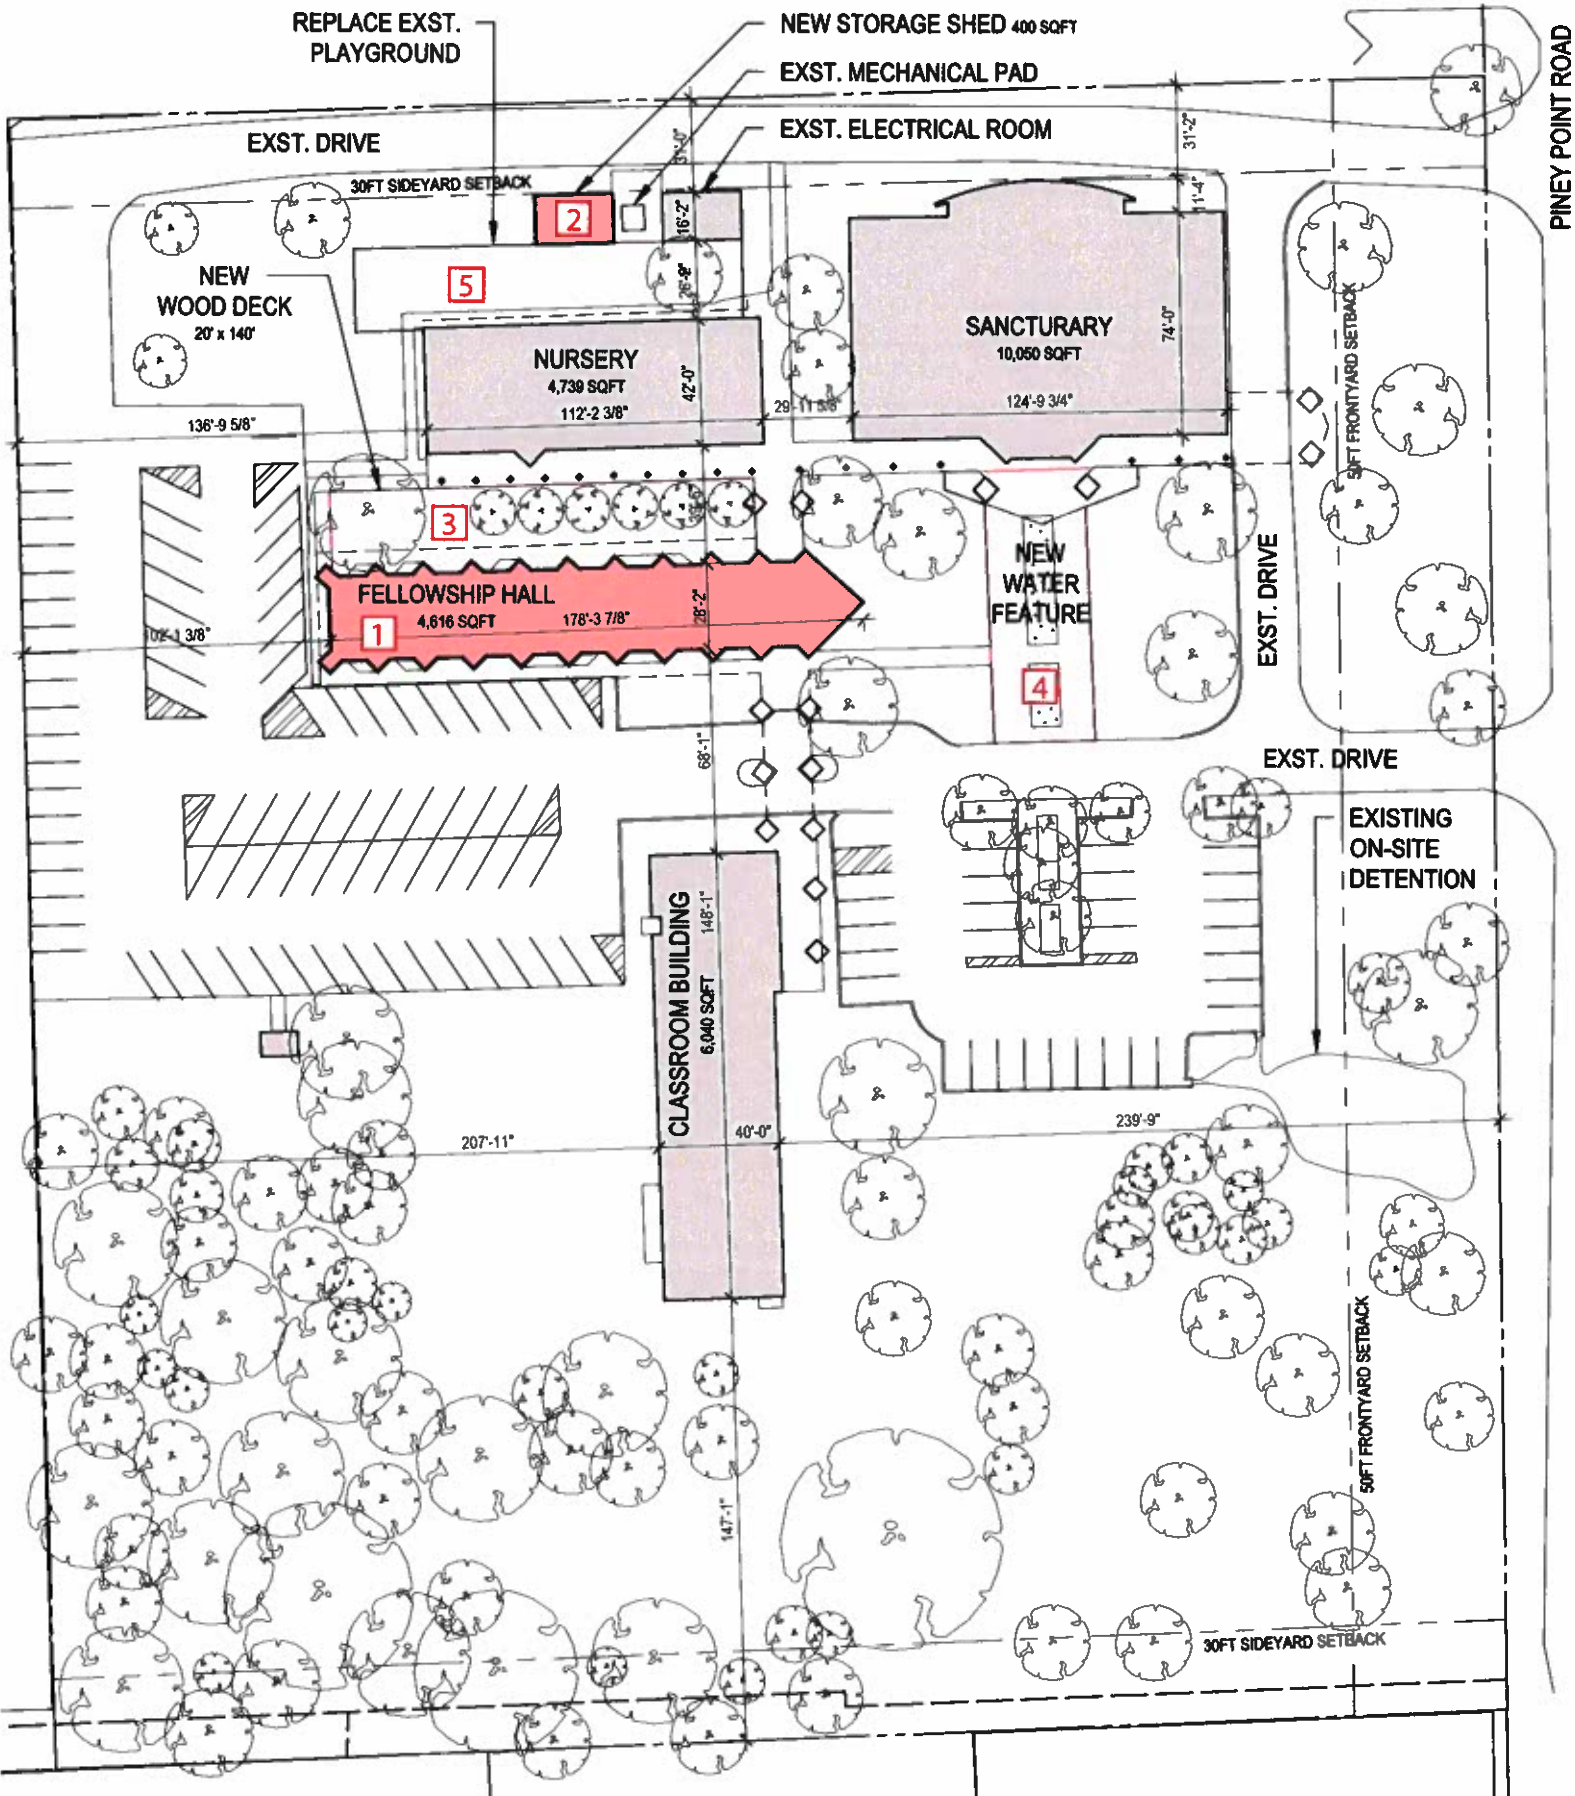 REPLACE EXST.
PLAYGROUND
NEW STORAGE SHED 400 SQFT
EXST. MECHANICAL PAD
EXST. ELECTRICAL ROOM
PINEY POINT ROAD
EXST. DRIVE
30FT SIDEYARD SETBACK
31'-0"
31'-2"
11'-4"
2
16'-2"
NEW
WOOD DECK
20' x 140'
5
26'-9"
50FT FRONTYARD SETBACK
SANCTURARY
10,050 SQFT
74'-0"
124'-9 3/4"
NURSERY
4,739 SQFT
112'-2 3/8"
42'-0"
29'-11 5/8"
136'-9 5/8"
3
NEW
WATER
FEATURE
4
EXST. DRIVE
FELLOWSHIP HALL
4,616 SQFT
178'-3 7/8"
28'-2"
1
102'-1 3/8"
68'-1"
EXST. DRIVE
EXISTING
ON-SITE
DETENTION
CLASSROOM BUILDING
6,040 SQFT
148'-1"
207'-11"
40'-0"
239'-9"
50FT FRONTYARD SETBACK
147'-1"
30FT SIDEYARD SETBACK